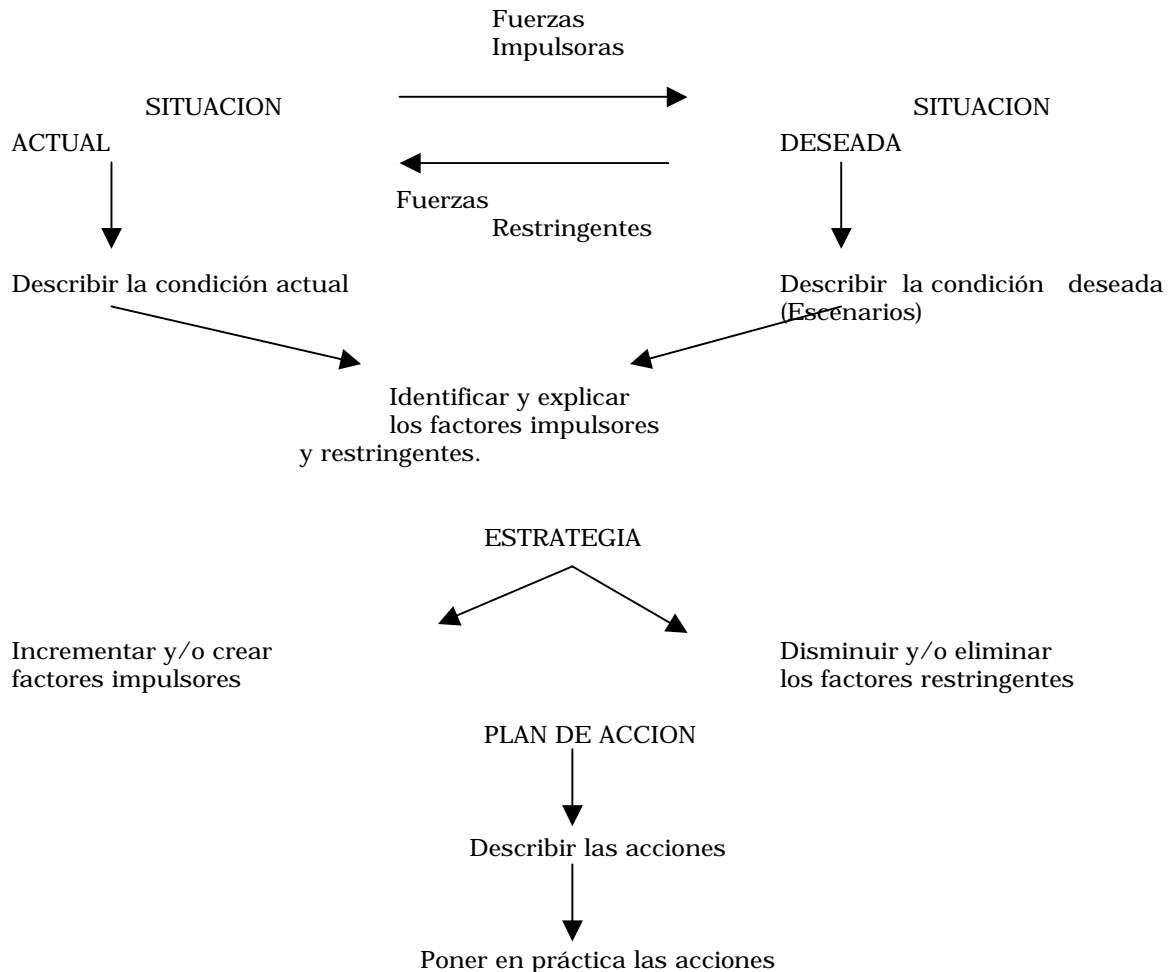 Fuerzas
Impulsoras
SITUACION SITUACION
ACTUAL DESEADA
Fuerzas
Restringentes
Describir la condición actual Describir la condición deseada
(Escenarios)
Identificar y explicar
los factores impulsores
y restringentes.
ESTRATEGIA
Incrementar y/o crear Disminuir y/o eliminar
factores impulsores los factores restringentes
PLAN DE ACCION
Describir las acciones
Poner en práctica las acciones